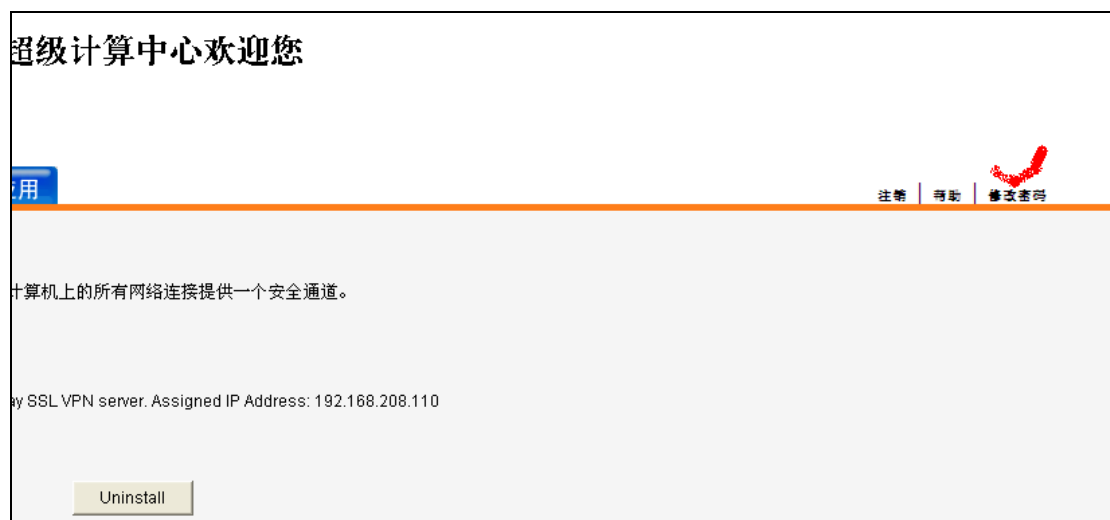 超级计算中心欢迎您
用
注销 | 帮助 | 修改密码
计算机上的所有网络连接提供一个安全通道。
ay SSL VPN server. Assigned IP Address: 192.168.208.110
Uninstall